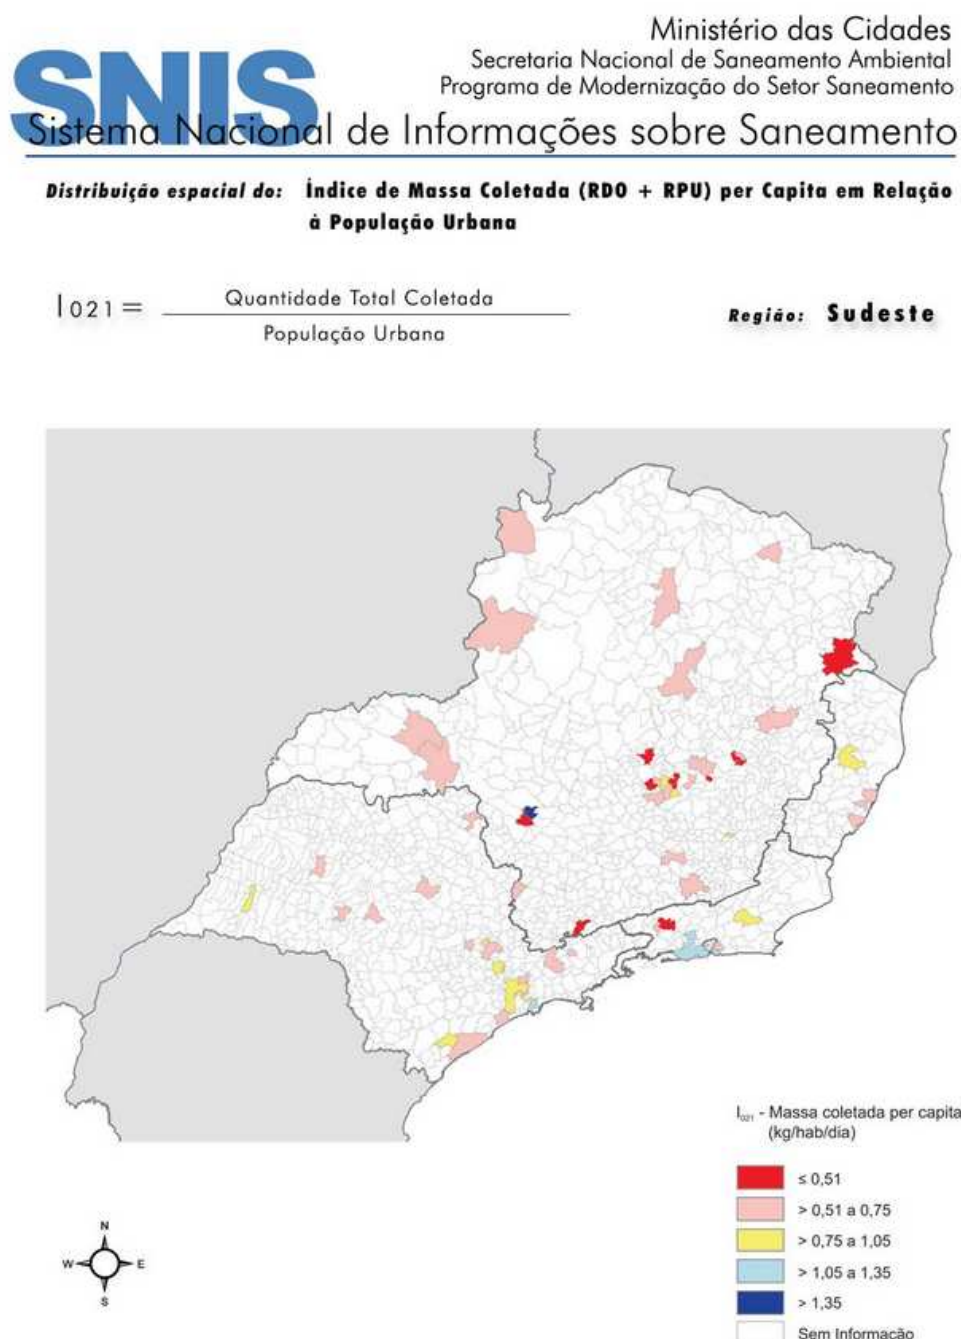 Ministério das Cidades
SNIS
Secretaria Nacional de Saneamento Ambiental
Programa de Modernização do Setor Saneamento
Sistema Nacional de Informações sobre Saneamento
Distribuição espacial do: Índice de Massa Coletada (RDO + RPU) per Capita em Relação
à População Urbana
I021= Quantidade Total Coletada
População Urbana
Região: Sudeste
I021 - Massa coletada per capita
(kg/hab/dia)
≤ 0,51
> 0,51 a 0,75
> 0,75 a 1,05
> 1,05 a 1,35
> 1,35
Sem Informação
N
W E
S